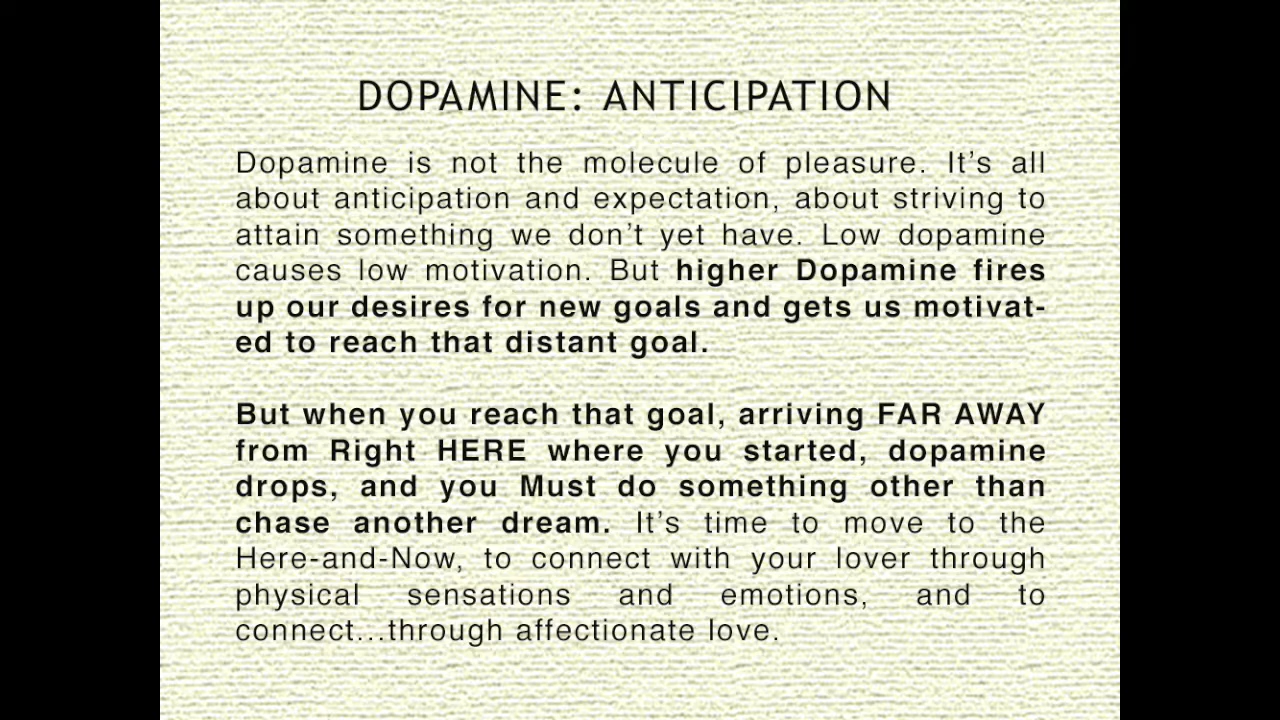 DOPAMINE: ANTICIPATION
Dopamine is not the molecule of pleasure. It’s all
about anticipation and expectation, about striving to
attain something we don’t yet have. Low dopamine
causes low motivation. But higher Dopamine fires
up our desires for new goals and gets us motivat-
ed to reach that distant goal.
But when you reach that goal, arriving FAR AWAY
from Right HERE where you started, dopamine
drops, and you Must do something other than
chase another dream. It’s time to move to the
Here-and-Now, to connect with your lover through
physical sensations and emotions, and to
connect...through affectionate love.